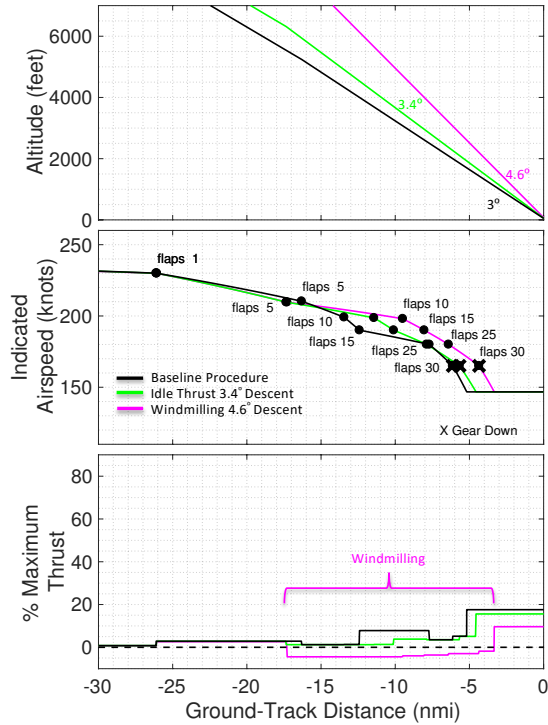 6000
4000
2000
0
Altitude (feet)
3.4°
4.6°
3°
250
200
150
Indicated
Airspeed (knots)
flaps 1
flaps 5
flaps 5
flaps 10
flaps 10
flaps 15
flaps 15
flaps 25
flaps 25
flaps 30
flaps 30
Baseline Procedure
Idle Thrust 3.4° Descent
Windmilling 4.6° Descent
X Gear Down
80
60
40
20
0
% Maximum
Thrust
Windmilling
-30 -25 -20 -15 -10 -5 0
Ground-Track Distance (nmi)